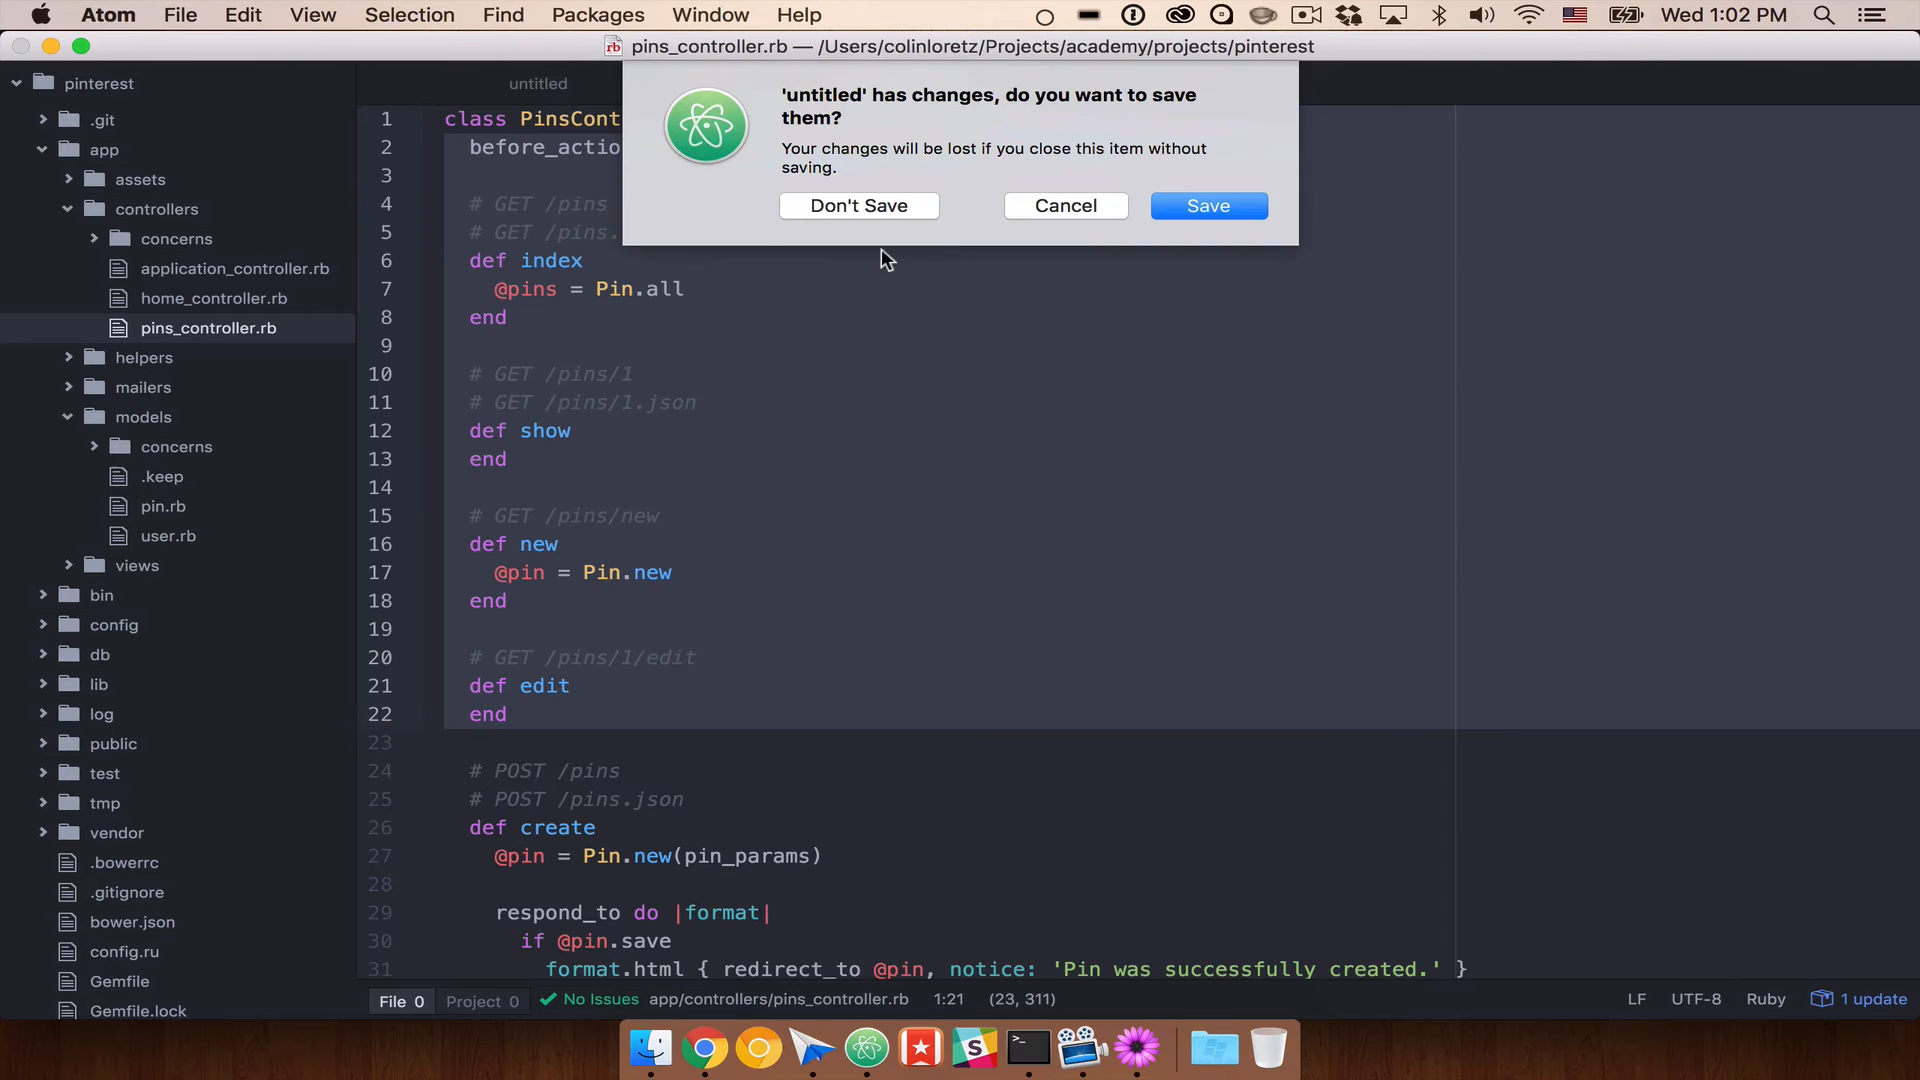 Atom File Edit View Selection Find Packages Window Help Wed 1:02 PM
pins_controller.rb — /Users/colinloretz/Projects/academy/projects/pinterest
pinterest
.git
app
assets
controllers
concerns
application_controller.rb
home_controller.rb
pins_controller.rb
helpers
mailers
models
concerns
.keep
pin.rb
user.rb
views
bin
config
db
lib
log
public
test
tmp
vendor
.bowerrc
.gitignore
bower.json
config.ru
Gemfile
Gemfile.lock
untitled
'untitled' has changes, do you want to save
them?
Your changes will be lost if you close this item without
saving.
Don't Save Cancel Save
1 class PinsCont
2 before_actio
3
4 # GET /pins
5 # GET /pins.
6 def index
7 @pins = Pin.all
8 end
9
10 # GET /pins/1
11 # GET /pins/1.json
12 def show
13 end
14
15 # GET /pins/new
16 def new
17 @pin = Pin.new
18 end
19
20 # GET /pins/1/edit
21 def edit
22 end
23
24 # POST /pins
25 # POST /pins.json
26 def create
27 @pin = Pin.new(pin_params)
28
29 respond_to do |format|
30 if @pin.save
31 format.html { redirect_to @pin, notice: 'Pin was successfully created.' }
File 0 Project 0 No Issues app/controllers/pins_controller.rb 1:21 (23, 311) LF UTF-8 Ruby 1 update